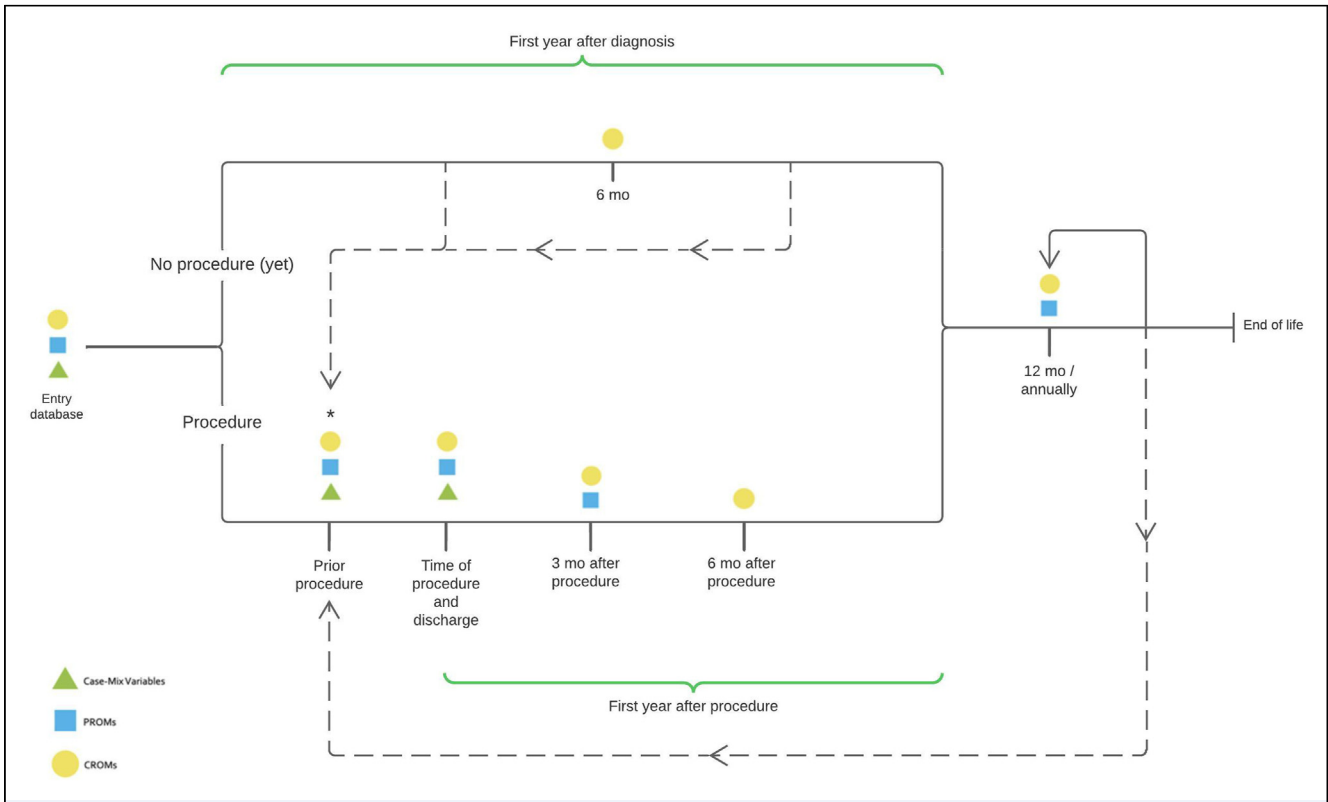 First year after diagnosis
6 mo
No procedure (yet)
End of life
12 mo /
annually
Entry
database
Procedure
*
Prior
procedure
Time of
procedure
and
discharge
3 mo after
procedure
6 mo after
procedure
Case-Mix Variables
PROMs
CROMs
First year after procedure